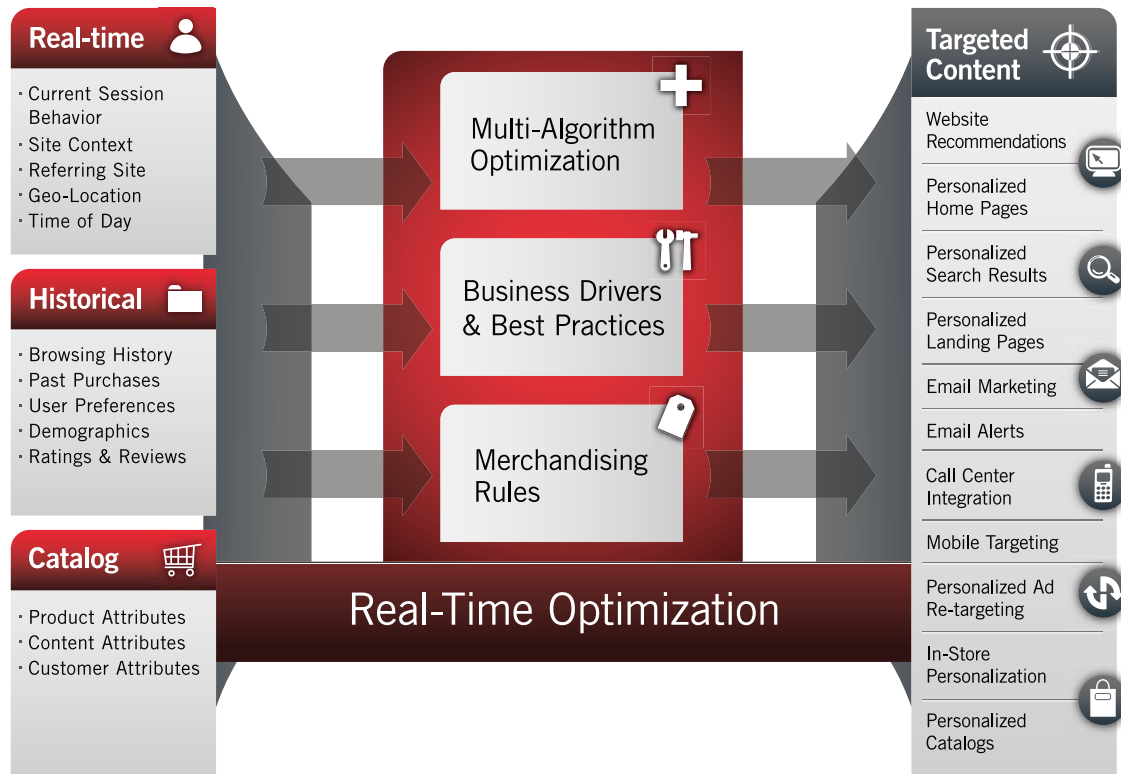 Real-time
· Current Session
Behavior
· Site Context
· Referring Site
· Geo-Location
· Time of Day
Historical
· Browsing History
· Past Purchases
· User Preferences
· Demographics
· Ratings & Reviews
Catalog
· Product Attributes
· Content Attributes
· Customer Attributes
Multi-Algorithm
Optimization
Business Drivers
& Best Practices
Merchandising
Rules
Real-Time Optimization
Targeted
Content
Website
Recommendations
Personalized
Home Pages
Personalized
Search Results
Personalized
Landing Pages
Email Marketing
Email Alerts
Call Center
Integration
Mobile Targeting
Personalized Ad
Re-targeting
In-Store
Personalization
Personalized
Catalogs